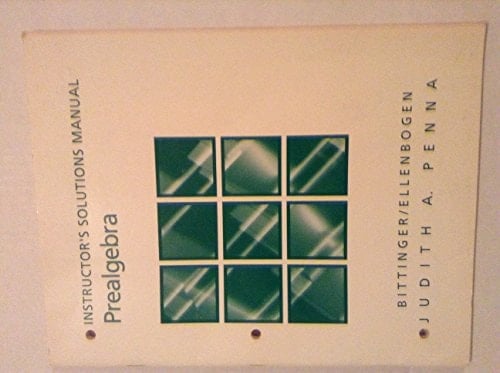 INSTRUCTOR'S SOLUTIONS MANUAL
Prealgebra
BITTINGER/ELLENBOGEN
JUDITH A. PENNA